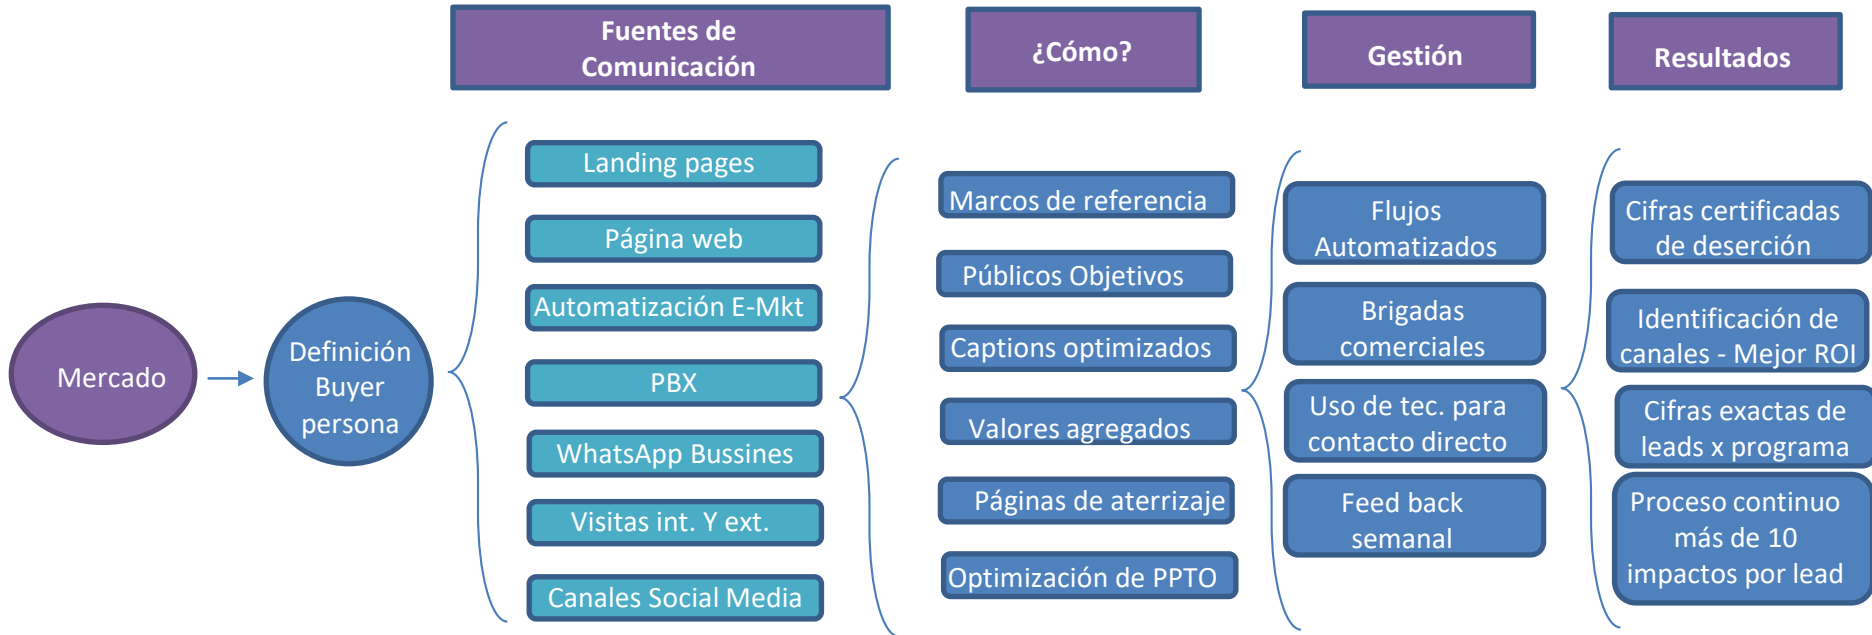 Fuentes de
Comunicación
¿Cómo?
Gestión
Resultados
Mercado
Definición
Buyer
persona
Landing pages
Página web
Automatización E-Mkt
PBX
WhatsApp Bussines
Visitas int. Y ext.
Canales Social Media
Marcos de referencia
Públicos Objetivos
Captions optimizados
Valores agregados
Páginas de aterrizaje
Optimización de PPTO
Flujos
Automatizados
Brigadas
comerciales
Uso de tec. para
contacto directo
Feed back
semanal
Cifras certificadas
de deserción
Identificación de
canales - Mejor ROI
Cifras exactas de
leads x programa
Proceso continuo
más de 10
impactos por lead